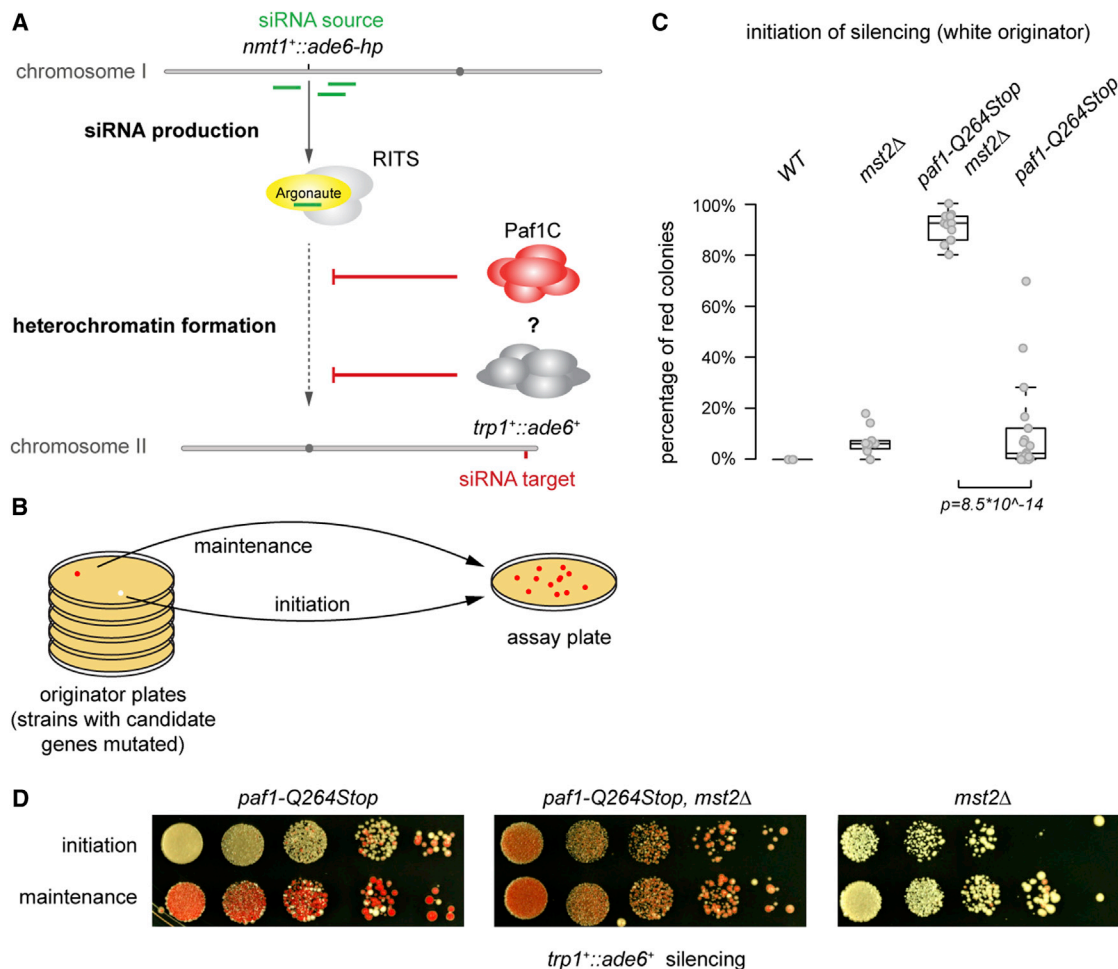 A
siRNA source
nmt1+::ade6-hp
chromosome I
siRNA production
RITS
Argonaute
Paf1C
?
heterochromatin formation
trp1+::ade6+
chromosome II
siRNA target
B
maintenance
initiation
assay plate
originator plates
(strains with candidate
genes mutated)
C
initiation of silencing (white originator)
WT
mst2Δ
paf1-Q264Stop
mst2Δ
paf1-Q264Stop
percentage of red colonies
100%
80%
60%
40%
20%
0%
p=8.5*10^-14
D
paf1-Q264Stop
paf1-Q264Stop, mst2Δ
mst2Δ
initiation
maintenance
trp1+::ade6+ silencing